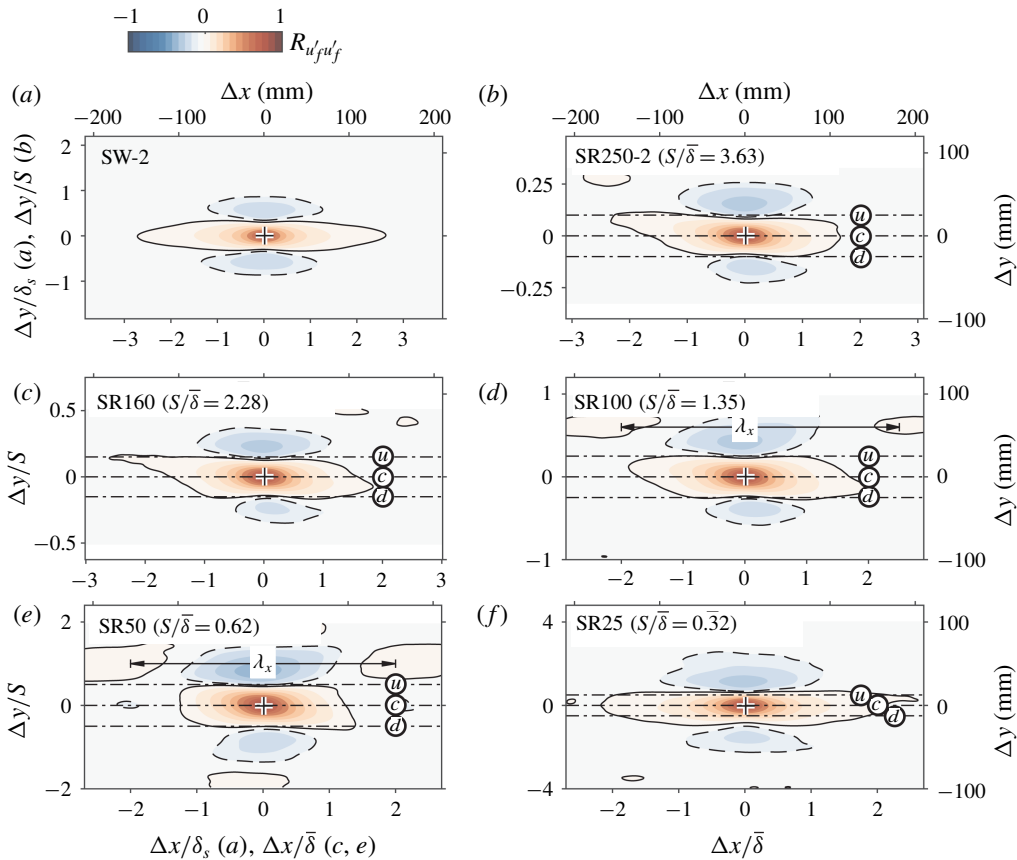 −1 0 1
R_{u′_f u′_f}
(a) Δx (mm) (b) Δx (mm)
−200 −100 0 100 200 −200 −100 0 100 200
SW-2
2
1
0
−1
Δy/δ_s (a), Δy/S (b)
−3 −2 −1 0 1 2 3
SR250-2 (S/δ̅ = 3.63)
0.25
0
−0.25
u
c
d
100
0
−100
Δy (mm)
−3 −2 −1 0 1 2 3
(c)
SR160 (S/δ̅ = 2.28)
0.5
0
−0.5
Δy/S
u
c
d
−3 −2 −1 0 1 2 3
(d)
SR100 (S/δ̅ = 1.35)
λ_x
1
0
−1
u
c
d
100
0
−100
Δy (mm)
−2 −1 0 1 2
(e)
SR50 (S/δ̅ = 0.62)
λ_x
2
0
−2
Δy/S
u
c
d
−2 −1 0 1 2
Δx/δ_s (a), Δx/δ̅ (c, e)
(f)
SR25 (S/δ̅ = 0.32)
4
0
−4
u
c
d
100
0
−100
Δy (mm)
−2 −1 0 1 2
Δx/δ̅